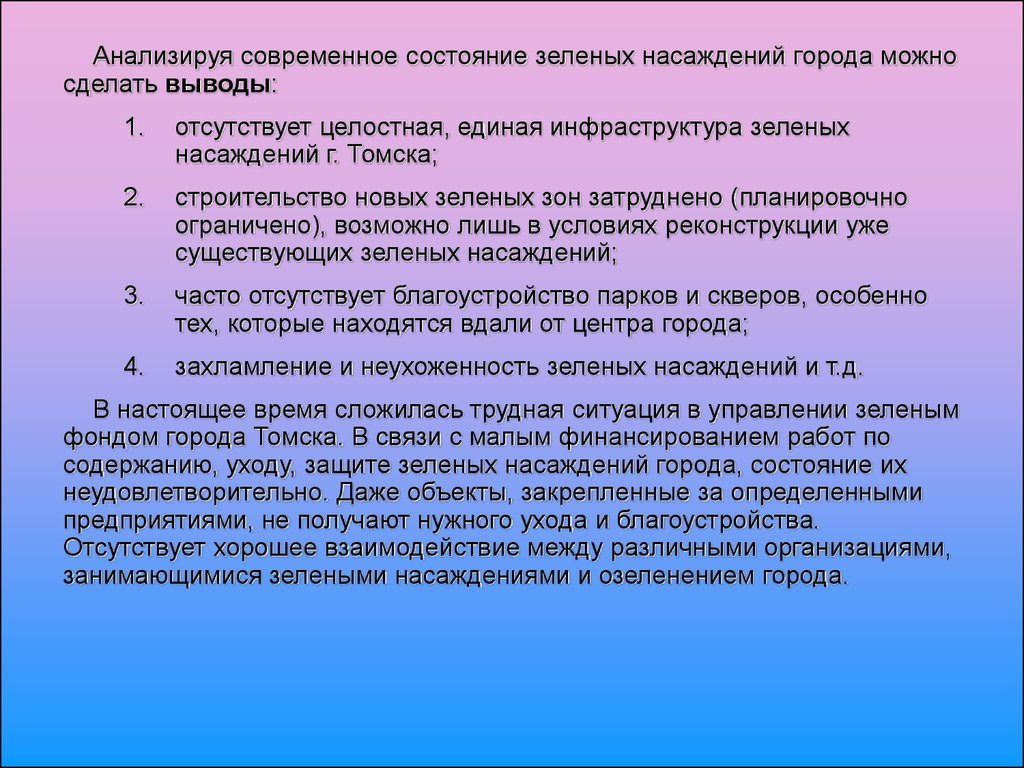 Анализируя современное состояние зеленых насаждений города можно
сделать выводы:
1. отсутствует целостная, единая инфраструктура зеленых
насаждений г. Томска;
2. строительство новых зеленых зон затруднено (планировочно
ограничено), возможно лишь в условиях реконструкции уже
существующих зеленых насаждений;
3. часто отсутствует благоустройство парков и скверов, особенно
тех, которые находятся вдали от центра города;
4. захламление и неухоженность зеленых насаждений и т.д.
В настоящее время сложилась трудная ситуация в управлении зеленым
фондом города Томска. В связи с малым финансированием работ по
содержанию, уходу, защите зеленых насаждений города, состояние их
неудовлетворительно. Даже объекты, закрепленные за определенными
предприятиями, не получают нужного ухода и благоустройства.
Отсутствует хорошее взаимодействие между различными организациями,
занимающимися зелеными насаждениями и озеленением города.